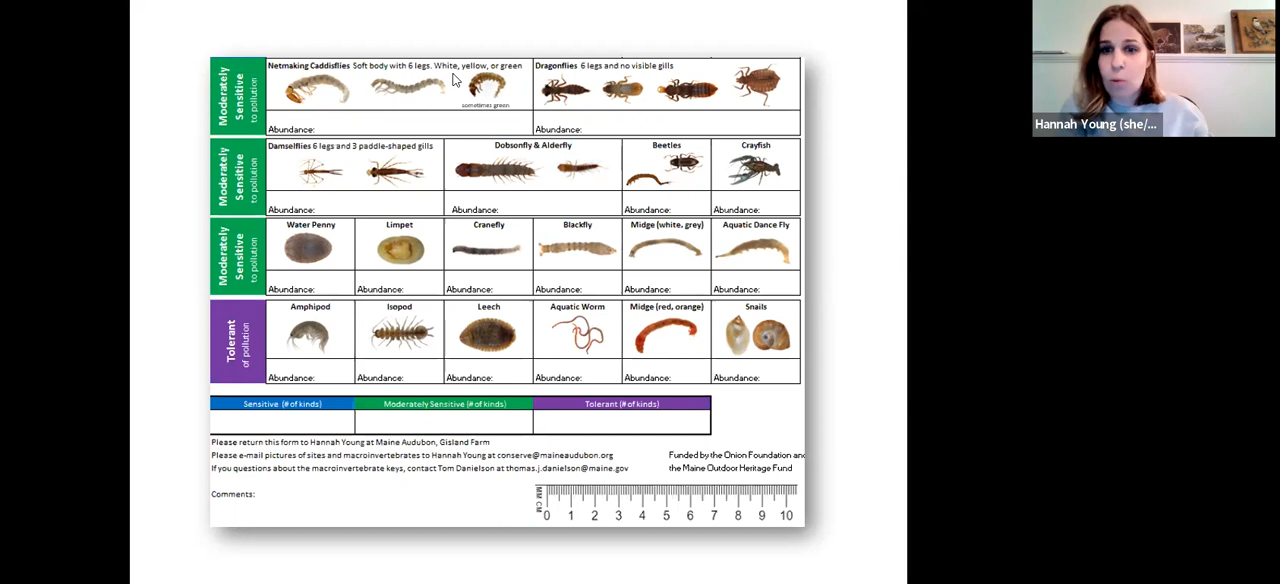 Moderately
Sensitive
to pollution
Netmaking Caddisflies Soft body with 6 legs. White, yellow, or green
sometimes green
Abundance:
Dragonflies 6 legs and no visible gills
Abundance:
Moderately
Sensitive
to pollution
Damselflies 6 legs and 3 paddle-shaped gills
Abundance:
Dobsonfly & Alderfly
Abundance:
Beetles
Abundance:
Crayfish
Abundance:
Moderately
Sensitive
to pollution
Water Penny
Abundance:
Limpet
Abundance:
Cranefly
Abundance:
Blackfly
Abundance:
Midge (white, grey)
Abundance:
Aquatic Dance Fly
Abundance:
Tolerant
of pollution
Amphipod
Abundance:
Isopod
Abundance:
Leech
Abundance:
Aquatic Worm
Abundance:
Midge (red, orange)
Abundance:
Snails
Abundance:
Sensitive (# of kinds)
Moderately Sensitive (# of kinds)
Tolerant (# of kinds)
Please return this form to Hannah Young at Maine Audubon, Gisland Farm
Please e-mail pictures of sites and macroinvertebrates to Hannah Young at conserve@maineaudubon.org
If you questions about the macroinvertebrate keys, contact Tom Danielson at thomas.j.danielson@maine.gov
Funded by the Onion Foundation and
the Maine Outdoor Heritage Fund
Comments:
MM
CM
0 1 2 3 4 5 6 7 8 9 10
Hannah Young (she/...